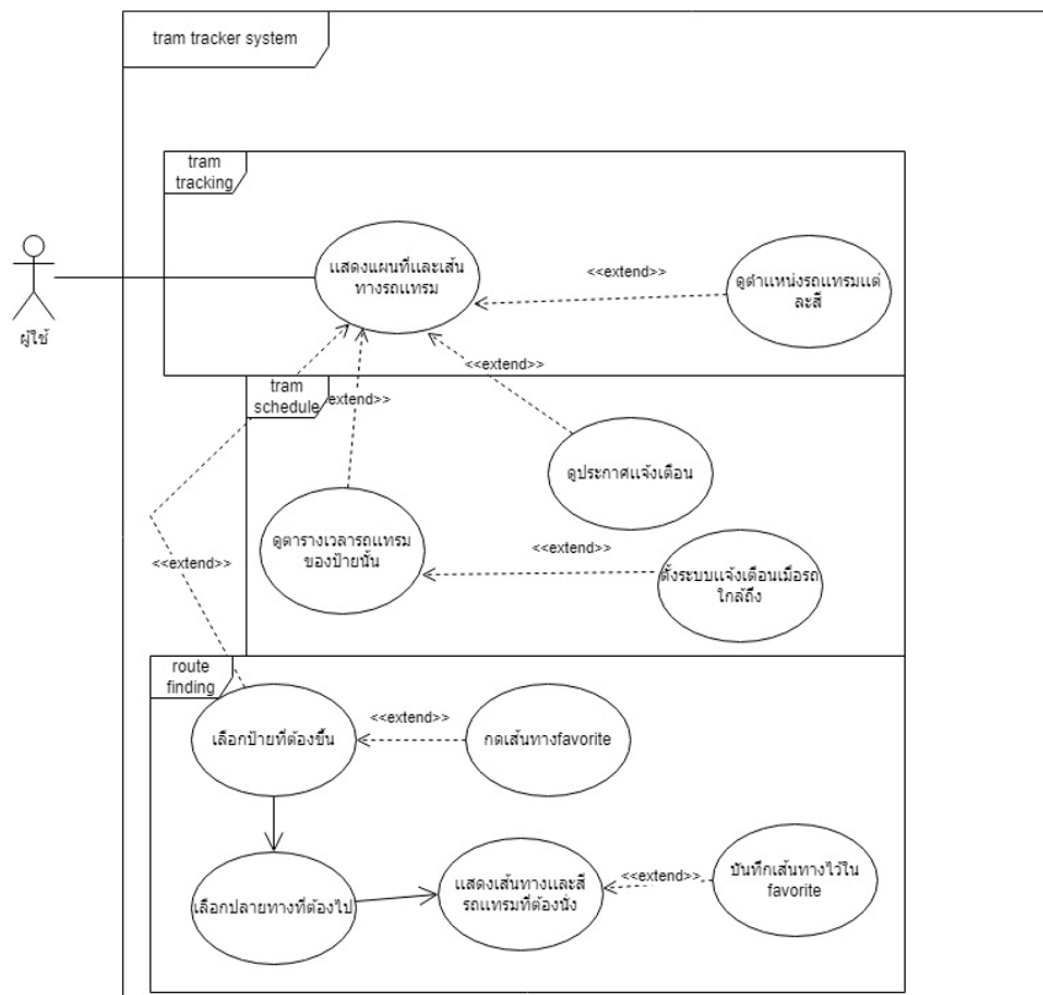 tram tracker system
tram
tracking
แสดงแผนที่และเส้น
ทางรถแทรม
<<extend>>
ดูตำแหน่งรถแทรมแต่
ละสี
ผู้ใช้
<<extend>>
tram
schedule
extend>>
ดูประกาศแจ้งเตือน
ดูตารางเวลารถแทรม
ของป้ายนั้น
<<extend>>
<<extend>>
ตั้งระบบแจ้งเตือนเมื่อรถ
ใกล้ถึง
route
finding
เลือกป้ายที่ต้องขึ้น
<<extend>>
กดเส้นทางfavorite
เลือกปลายทางที่ต้องไป
แสดงเส้นทางและสี
รถแทรมที่ต้องนั่ง
<<extend>>
บันทึกเส้นทางไว้ใน
favorite